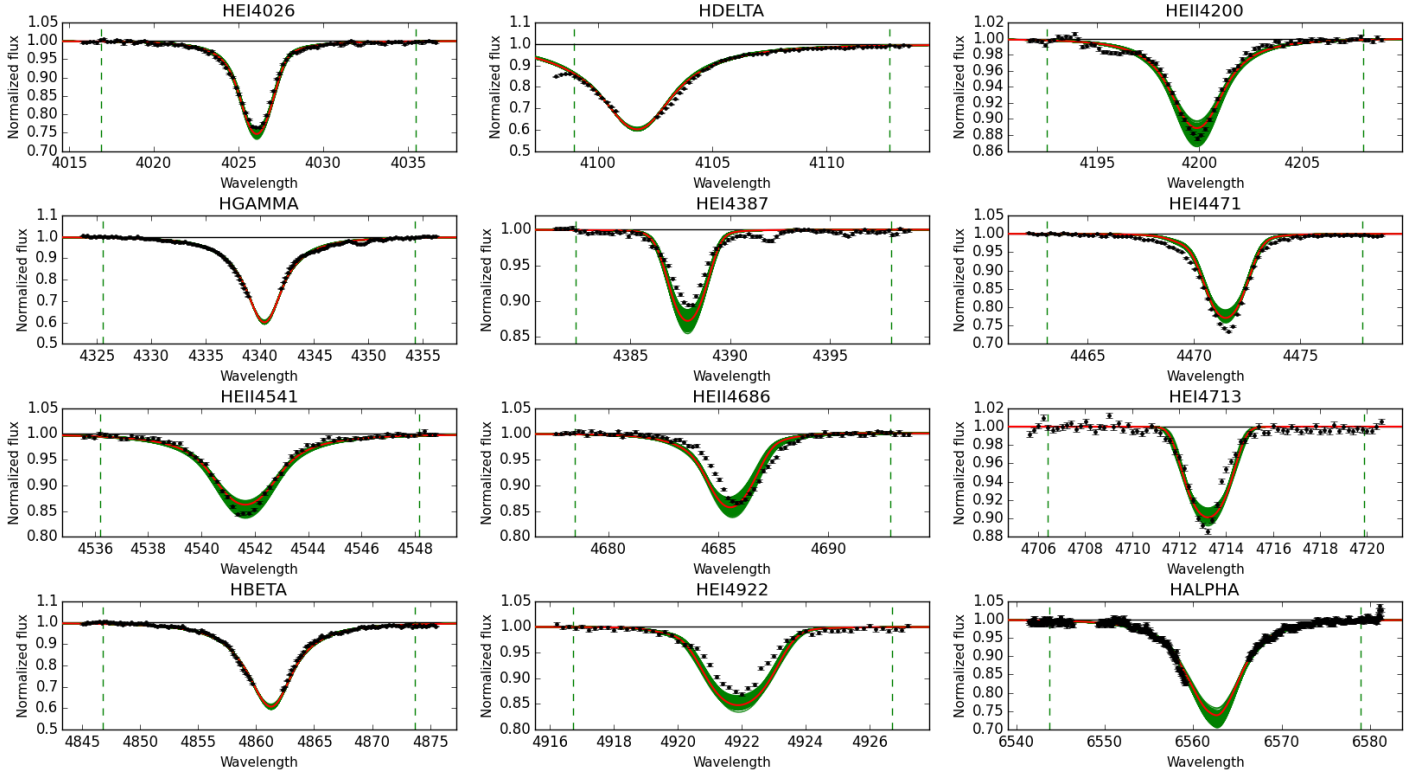 HEI4026
Normalized flux
1.05
1.00
0.95
0.90
0.85
0.80
0.75
0.70
4015 4020 4025 4030 4035
Wavelength
HDELTA
Normalized flux
1.1
1.0
0.9
0.8
0.7
0.6
0.5
4100 4105 4110
Wavelength
HEII4200
Normalized flux
1.02
1.00
0.98
0.96
0.94
0.92
0.90
0.88
0.86
4195 4200 4205
Wavelength
HGAMMA
Normalized flux
1.1
1.0
0.9
0.8
0.7
0.6
0.5
4325 4330 4335 4340 4345 4350 4355
Wavelength
HEI4387
Normalized flux
1.00
0.95
0.90
0.85
4385 4390 4395
Wavelength
HEI4471
Normalized flux
1.05
1.00
0.95
0.90
0.85
0.80
0.75
0.70
4465 4470 4475
Wavelength
HEII4541
Normalized flux
1.05
1.00
0.95
0.90
0.85
0.80
4536 4538 4540 4542 4544 4546 4548
Wavelength
HEII4686
Normalized flux
1.05
1.00
0.95
0.90
0.85
0.80
4680 4685 4690
Wavelength
HEI4713
Normalized flux
1.02
1.00
0.98
0.96
0.94
0.92
0.90
0.88
4706 4708 4710 4712 4714 4716 4718 4720
Wavelength
HBETA
Normalized flux
1.1
1.0
0.9
0.8
0.7
0.6
0.5
4845 4850 4855 4860 4865 4870 4875
Wavelength
HEI4922
Normalized flux
1.05
1.00
0.95
0.90
0.85
0.80
4916 4918 4920 4922 4924 4926
Wavelength
HALPHA
Normalized flux
1.05
1.00
0.95
0.90
0.85
0.80
0.75
0.70
6540 6550 6560 6570 6580
Wavelength